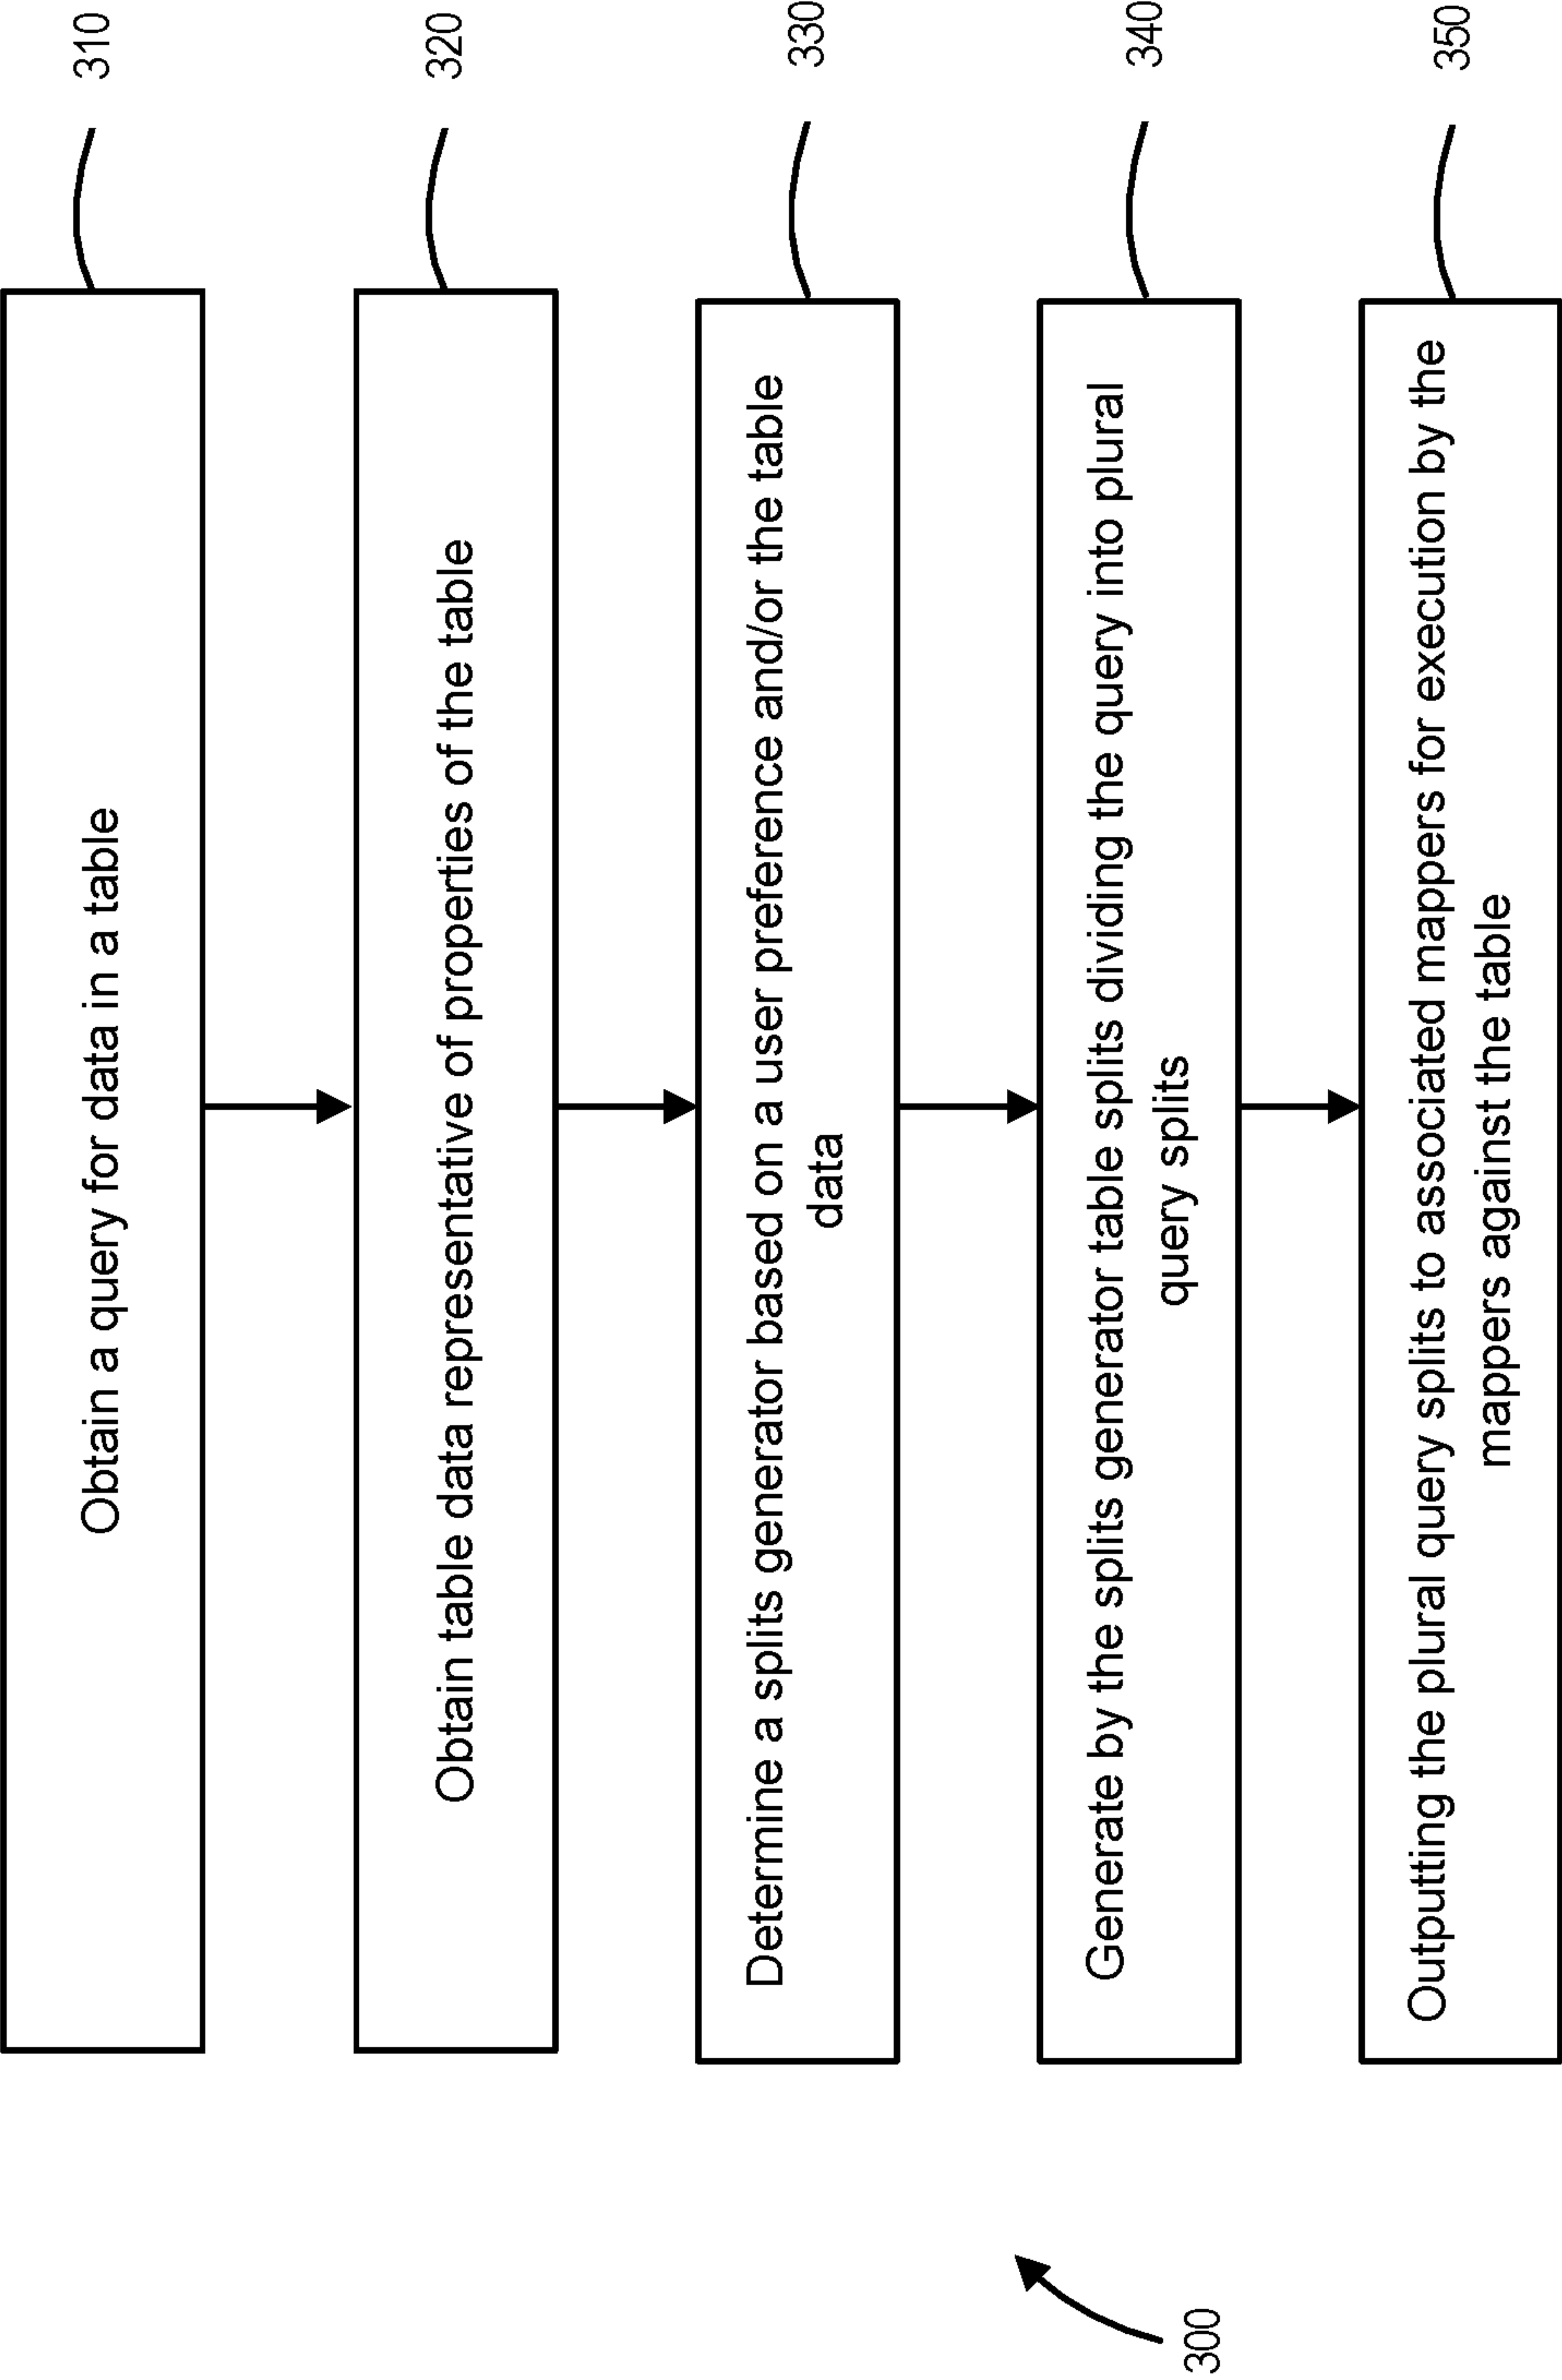 310
Obtain a query for data in a table
320
Obtain table data representative of properties of the table
330
Determine a splits generator based on a user preference and/or the table
data
340
Generate by the splits generator table splits dividing the query into plural
query splits
350
Outputting the plural query splits to associated mappers for execution by the
mappers against the table
300